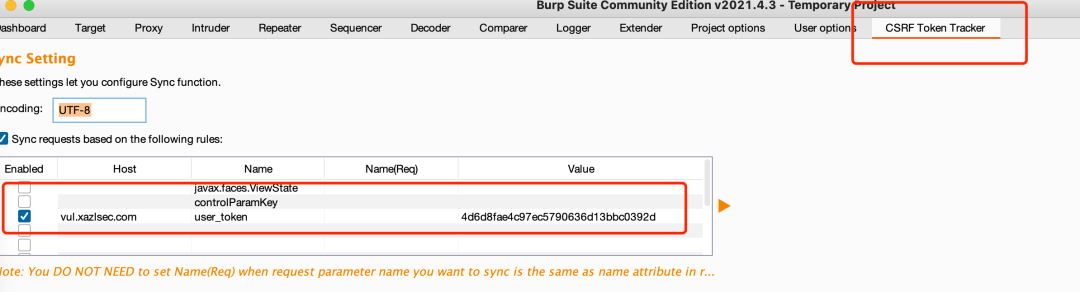 Burp Suite Community Edition v2021.4.3 - Temporary Project
ashboard Target Proxy Intruder Repeater Sequencer Decoder Comparer Logger Extender Project options User options CSRF Token Tracker
ync Setting
hese settings let you configure Sync function.
ncoding: UTF-8
Sync requests based on the following rules:
Enabled Host Name Name(Req) Value
javax.faces.ViewState
controlParamKey
vul.xazlsec.com user_token 4d6d8fae4c97ec5790636d13bbc0392d
ote: You DO NOT NEED to set Name(Req) when request parameter name you want to sync is the same as name attribute in r...